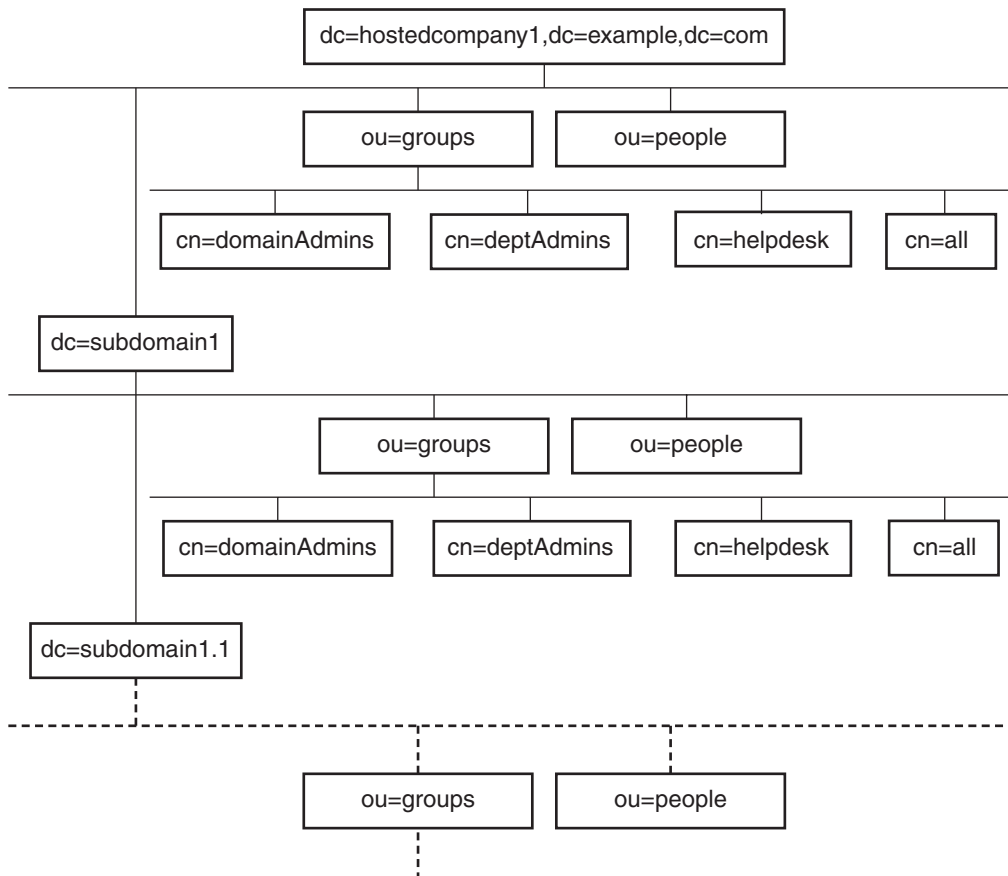 dc=hostedcompany1,dc=example,dc=com
ou=groups
ou=people
cn=domainAdmins
cn=deptAdmins
cn=helpdesk
cn=all
dc=subdomain1
ou=groups
ou=people
cn=domainAdmins
cn=deptAdmins
cn=helpdesk
cn=all
dc=subdomain1.1
ou=groups
ou=people